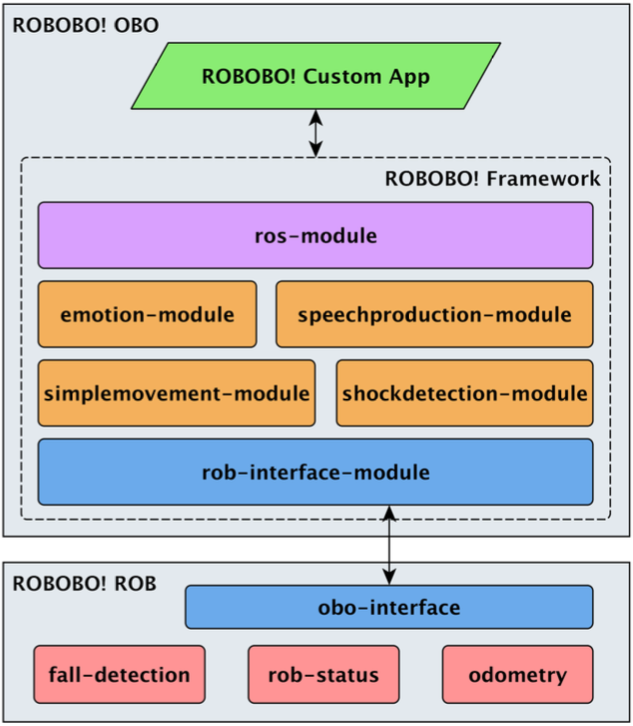 ROBOBO! OBO
ROBOBO! Custom App
ROBOBO! Framework
ros-module
emotion-module
speechproduction-module
simplemovement-module
shockdetection-module
rob-interface-module
ROBOBO! ROB
obo-interface
fall-detection
rob-status
odometry